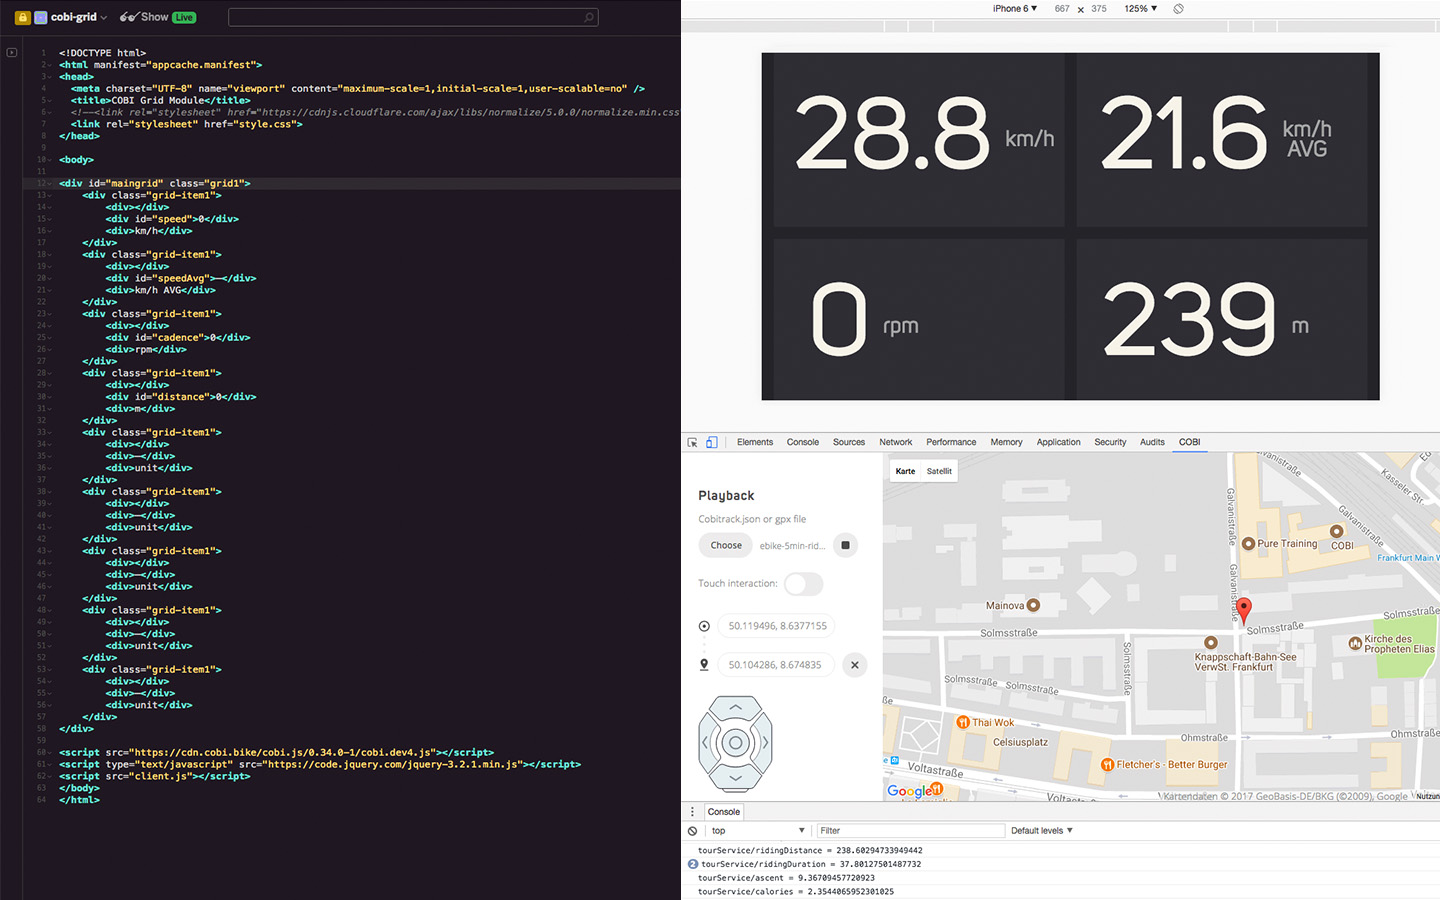 cobi-grid
Show Live
1 <!DOCTYPE html>
2 <html manifest="appcache.manifest">
3 <head>
4 <meta charset="UTF-8" name="viewport" content="maximum-scale=1,initial-scale=1,user-scalable=no" />
5 <title>COBI Grid Module</title>
6 <!--<link rel="stylesheet" href="https://cdnjs.cloudflare.com/ajax/libs/normalize/5.0.0/normalize.min.css
7 <link rel="stylesheet" href="style.css">
8 </head>
9
10 <body>
11
12 <div id="maingrid" class="grid1">
13 <div class="grid-item1">
14 <div></div>
15 <div id="speed">0</div>
16 <div>km/h</div>
17 </div>
18 <div class="grid-item1">
19 <div></div>
20 <div id="speedAvg">—</div>
21 <div>km/h AVG</div>
22 </div>
23 <div class="grid-item1">
24 <div></div>
25 <div id="cadence">0</div>
26 <div>rpm</div>
27 </div>
28 <div class="grid-item1">
29 <div></div>
30 <div id="distance">0</div>
31 <div>m</div>
32 </div>
33 <div class="grid-item1">
34 <div></div>
35 <div>—</div>
36 <div>unit</div>
37 </div>
38 <div class="grid-item1">
39 <div></div>
40 <div>—</div>
41 <div>unit</div>
42 </div>
43 <div class="grid-item1">
44 <div></div>
45 <div>—</div>
46 <div>unit</div>
47 </div>
48 <div class="grid-item1">
49 <div></div>
50 <div>—</div>
51 <div>unit</div>
52 </div>
53 <div class="grid-item1">
54 <div></div>
55 <div>—</div>
56 <div>unit</div>
57 </div>
58 </div>
59
60 <script src="https://cdn.cobi.bike/cobi.js/0.34.0-1/cobi.dev4.js"></script>
61 <script type="text/javascript" src="https://code.jquery.com/jquery-3.2.1.min.js"></script>
62 <script src="client.js"></script>
63 </body>
64 </html>
iPhone 6 ▼ 667 × 375 125% ▼
28.8 km/h
21.6 km/h
AVG
0 rpm
239 m
Elements Console Sources Network Performance Memory Application Security Audits COBI
Playback
Cobitrack.json or gpx file
Choose ebike-5min-rid...
Touch interaction:
50.119496, 8.6377155
50.104286, 8.674835
Karte Satellit
Galvanistraße
Kasseler Str.
Galvanistraße
Galvanistraße
Galvanistraße
Pure Training
COBI
Frankfurt Main W
Mainova
Solmsstraße
Solmsstraße
Solmsstraße
Kirche des
Propheten Elias
Knappschaft-Bahn-See
VerwSt. Frankfurt
Solmsstraße
Solmsstraße
Solmsstraße
Thai Wok
Celsiusplatz
Ohmstraße
Ohmstraße
Fletcher's - Better Burger
Voltastraße
Voltastraße
Google
Kartendaten © 2017 GeoBasis-DE/BKG (©2009), Google
Nutzun
Console
top ▼ Filter Default levels ▼
tourService/ridingDistance = 238.60294733949442
2 tourService/ridingDuration = 37.80127501487732
tourService/ascent = 9.36709457720923
tourService/calories = 2.3544065952301025